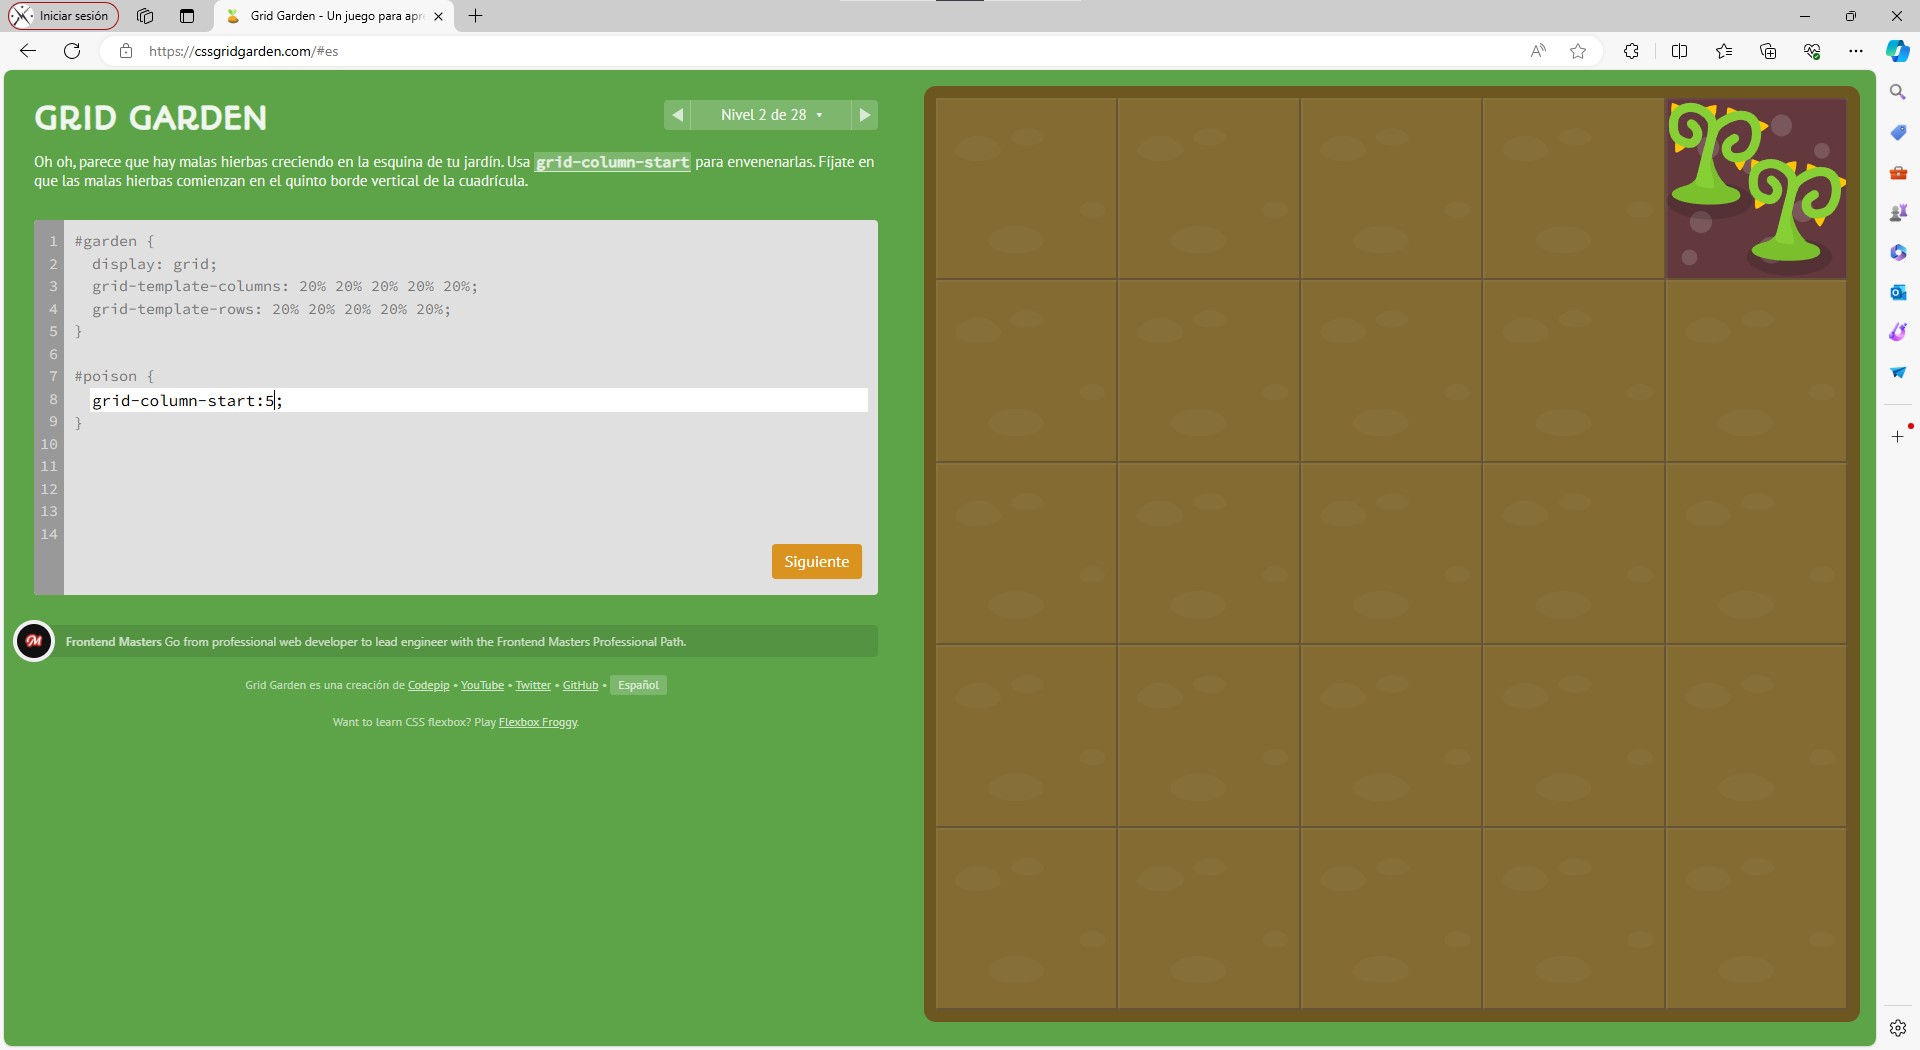 Iniciar sesión
Grid Garden - Un juego para apr
https://cssgridgarden.com/#es
GRID GARDEN
Nivel 2 de 28
Oh oh, parece que hay malas hierbas creciendo en la esquina de tu jardín. Usa grid-column-start para envenenarlas. Fíjate en
que las malas hierbas comienzan en el quinto borde vertical de la cuadrícula.
1 #garden {
2 display: grid;
3 grid-template-columns: 20% 20% 20% 20% 20%;
4 grid-template-rows: 20% 20% 20% 20% 20%;
5 }
6
7 #poison {
8 grid-column-start:5;
9 }
10
11
12
13
14
Siguiente
Frontend Masters Go from professional web developer to lead engineer with the Frontend Masters Professional Path.
Grid Garden es una creación de Codepip • YouTube • Twitter • GitHub • Español
Want to learn CSS flexbox? Play Flexbox Froggy.